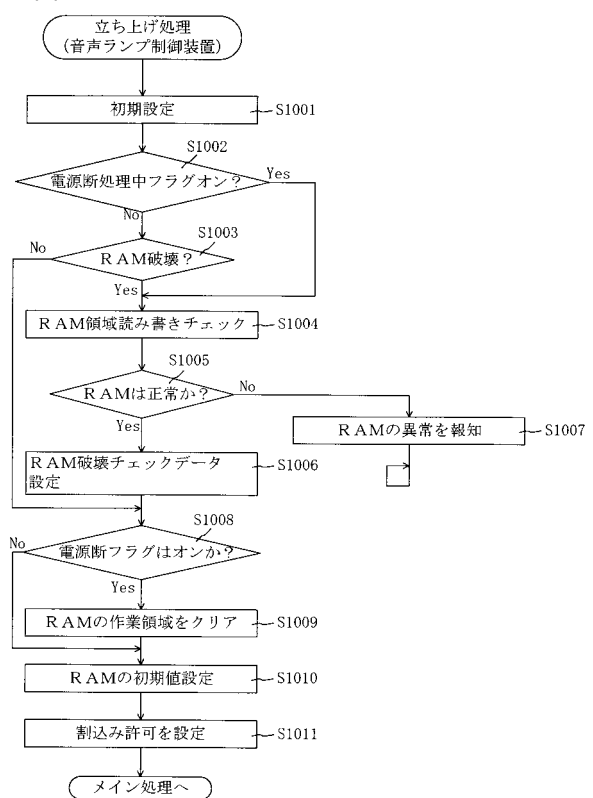 立ち上げ処理
(音声ランプ制御装置)
初期設定
S1001
S1002
電源断処理中フラグオン？
Yes
No
S1003
No
ＲＡＭ破壊？
Yes
ＲＡＭ領域読み書きチェック
S1004
S1005
ＲＡＭは正常か？
No
Yes
ＲＡＭの異常を報知
S1007
ＲＡＭ破壊チェックデータ
設定
S1006
S1008
No
電源断フラグはオンか？
Yes
ＲＡＭの作業領域をクリア
S1009
ＲＡＭの初期値設定
S1010
割込み許可を設定
S1011
メイン処理へ